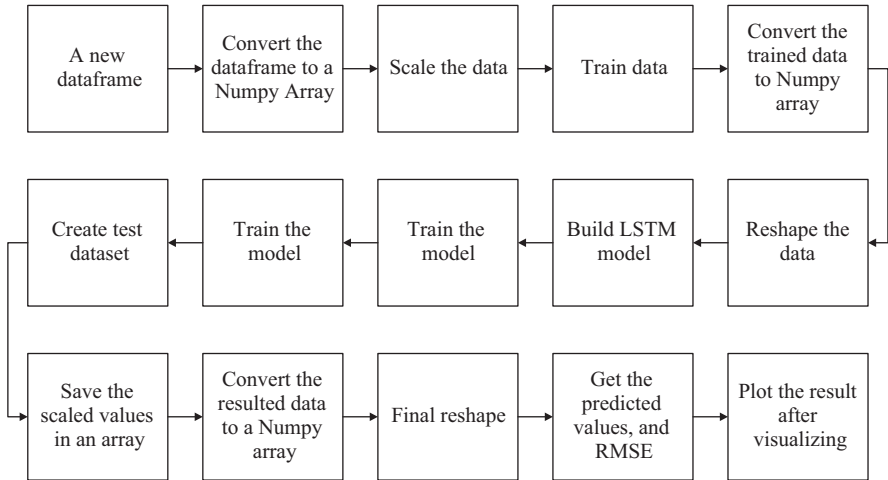 A new
dataframe
Convert the
dataframe to a
Numpy Array
Scale the data
Train data
Convert the
trained data
to Numpy
array
Reshape the
data
Build LSTM
model
Train the
model
Train the
model
Create test
dataset
Save the
scaled values
in an array
Convert the
resulted data
to a Numpy
array
Final reshape
Get the
predicted
values, and
RMSE
Plot the result
after
visualizing